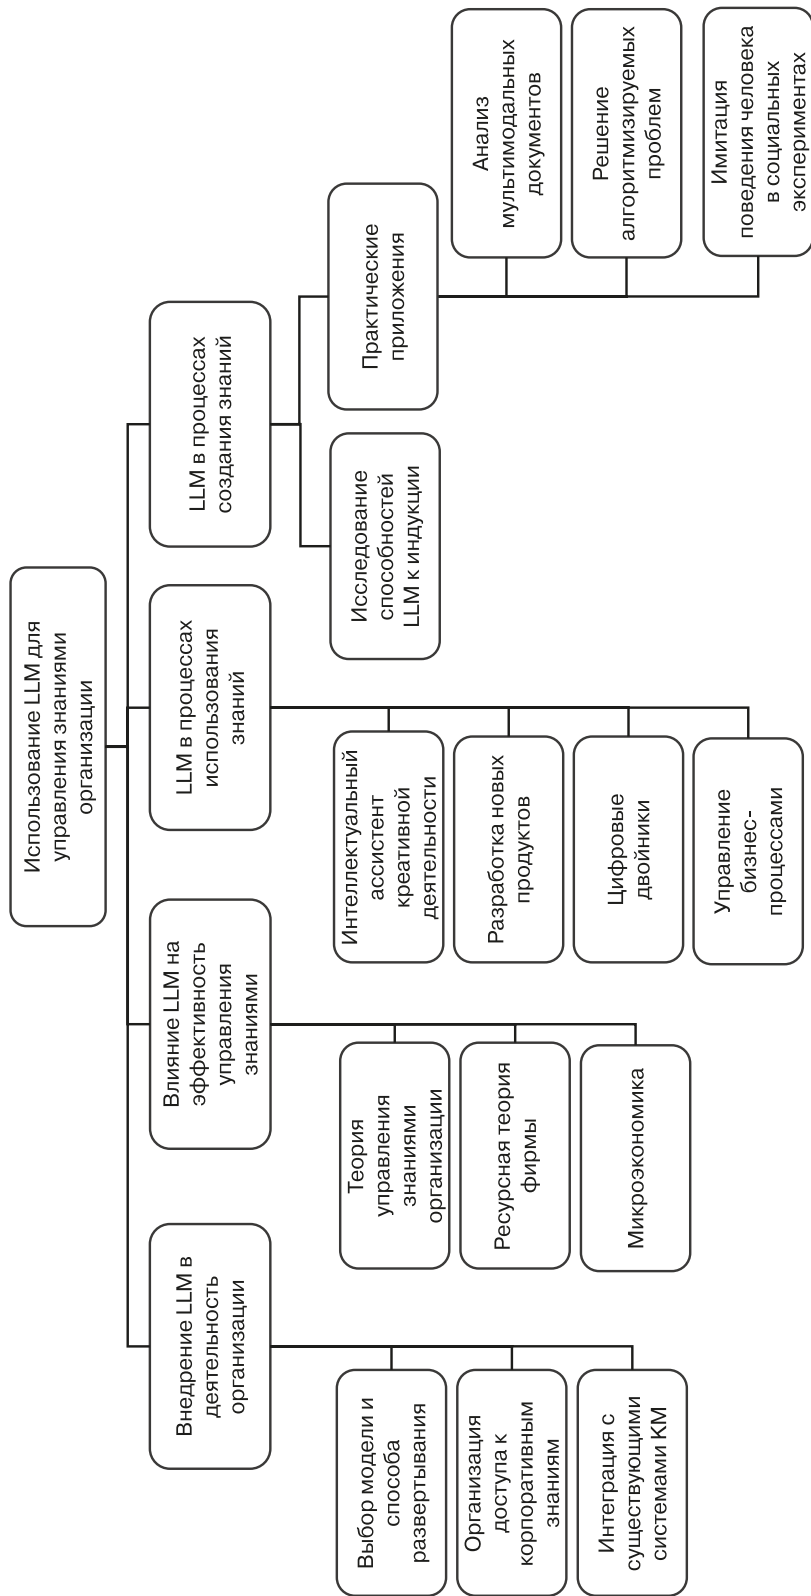 Использование LLM для
управления знаниями
организации
Внедрение LLM в
деятельность
организации
Выбор модели и
способа
развертывания
Организация
доступа к
корпоративным
знаниям
Интеграция с
существующими
системами КМ
Влияние LLM на
эффективность
управления
знаниями
Теория
управления
знаниями
организации
Ресурсная теория
фирмы
Микроэкономика
LLM в процессах
использования
знаний
Интеллектуальный
ассистент
креативной
деятельности
Разработка новых
продуктов
Цифровые
двойники
Управление
бизнес-
процессами
LLM в процессах
создания знаний
Исследование
способностей
LLM к индукции
Практические
приложения
Анализ
мультимодальных
документов
Решение
алгоритмизируемых
проблем
Имитация
поведения человека
в социальных
экспериментах